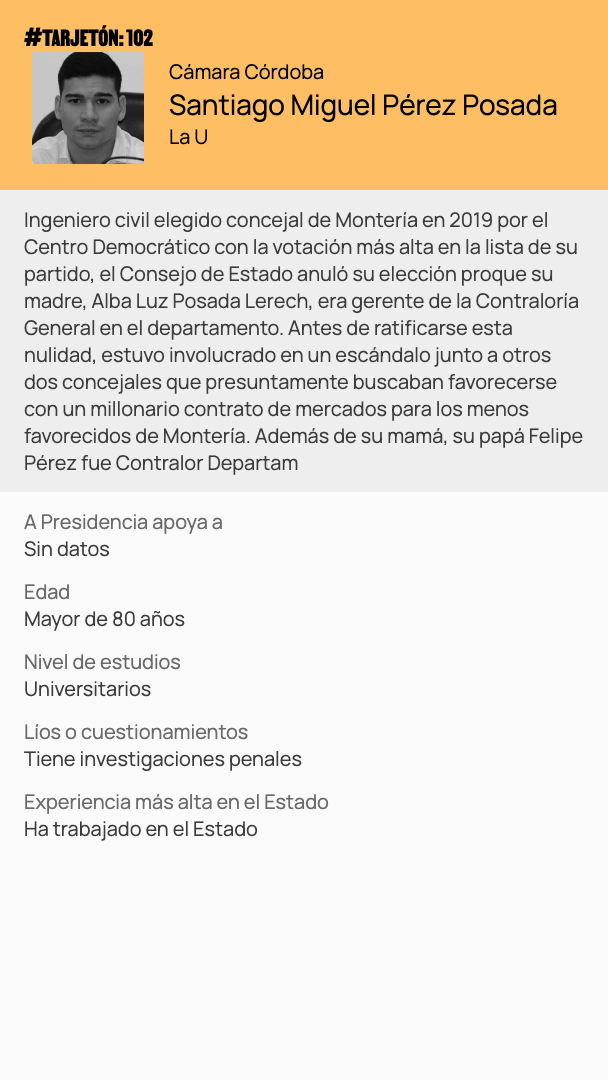 #TARJETÓN: 102
Cámara Córdoba
Santiago Miguel Pérez Posada
La U
Ingeniero civil elegido concejal de Montería en 2019 por el
Centro Democrático con la votación más alta en la lista de su
partido, el Consejo de Estado anuló su elección proque su
madre, Alba Luz Posada Lerech, era gerente de la Contraloría
General en el departamento. Antes de ratificarse esta
nulidad, estuvo involucrado en un escándalo junto a otros
dos concejales que presuntamente buscaban favorecerse
con un millonario contrato de mercados para los menos
favorecidos de Montería. Además de su mamá, su papá Felipe
Pérez fue Contralor Departam
A Presidencia apoya a
Sin datos
Edad
Mayor de 80 años
Nivel de estudios
Universitarios
Líos o cuestionamientos
Tiene investigaciones penales
Experiencia más alta en el Estado
Ha trabajado en el Estado